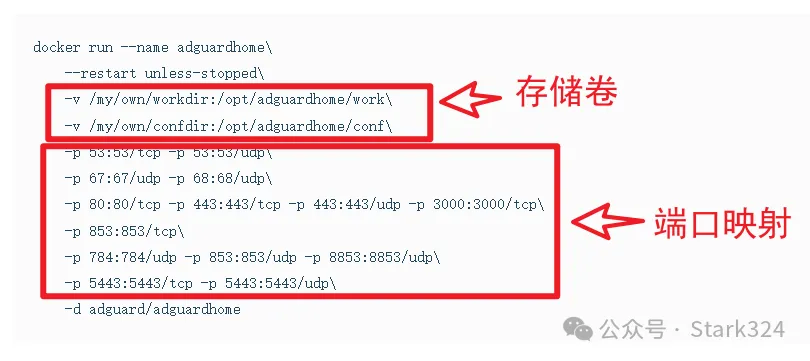 docker run --name adguardhome\
--restart unless-stopped\
-v /my/own/workdir:/opt/adguardhome/work\
存储卷
-v /my/own/confdir:/opt/adguardhome/conf\
-p 53:53/tcp -p 53:53/udp\
-p 67:67/udp -p 68:68/udp\
-p 80:80/tcp -p 443:443/tcp -p 443:443/udp -p 3000:3000/tcp\
端口映射
-p 853:853/tcp\
-p 784:784/udp -p 853:853/udp -p 8853:8853/udp\
-p 5443:5443/tcp -p 5443:5443/udp\
-d adguard/adguardhome
公众号 · Stark324